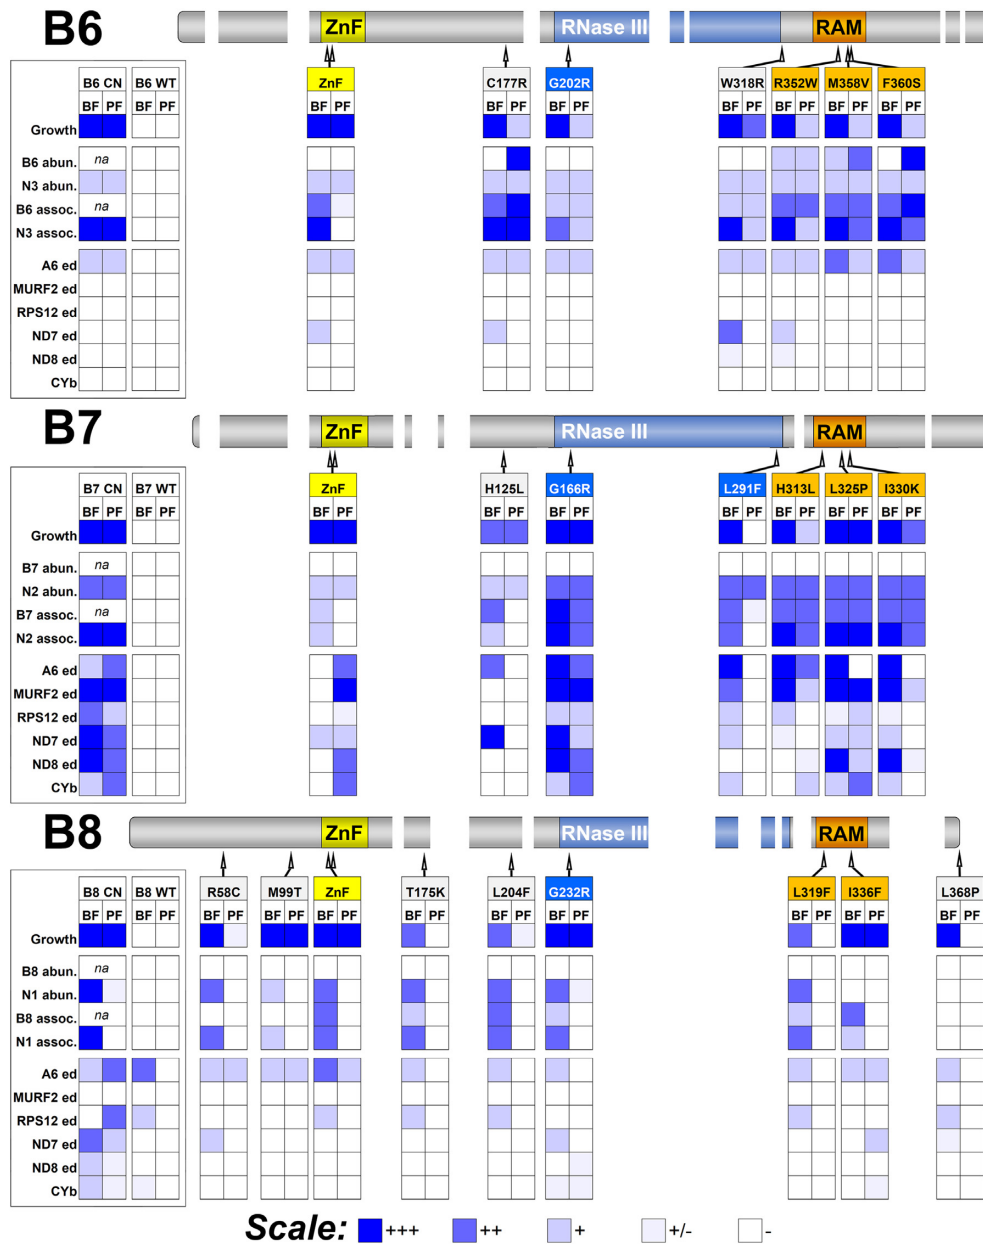 B6 ZnF RNase III RAM
B6 CN B6 WT ZnF C177R G202R W318R R352W M358V F360S
BF PF BF PF BF PF BF PF BF PF BF PF BF PF BF PF BF PF
Growth
B6 abun. na
N3 abun.
B6 assoc. na
N3 assoc.
A6 ed
MURF2 ed
RPS12 ed
ND7 ed
ND8 ed
CYb
B7 ZnF RNase III RAM
B7 CN B7 WT ZnF H125L G166R L291F H313L L325P I330K
BF PF BF PF BF PF BF PF BF PF BF PF BF PF BF PF BF PF
Growth
B7 abun. na
N2 abun.
B7 assoc. na
N2 assoc.
A6 ed
MURF2 ed
RPS12 ed
ND7 ed
ND8 ed
CYb
B8 ZnF RNase III RAM
B8 CN B8 WT R58C M99T ZnF T175K L204F G232R L319F I336F L368P
BF PF BF PF BF PF BF PF BF PF BF PF BF PF BF PF BF PF BF PF BF PF
Growth
B8 abun. na
N1 abun.
B8 assoc. na
N1 assoc.
A6 ed
MURF2 ed
RPS12 ed
ND7 ed
ND8 ed
CYb
Scale: +++ ++ + +/- -